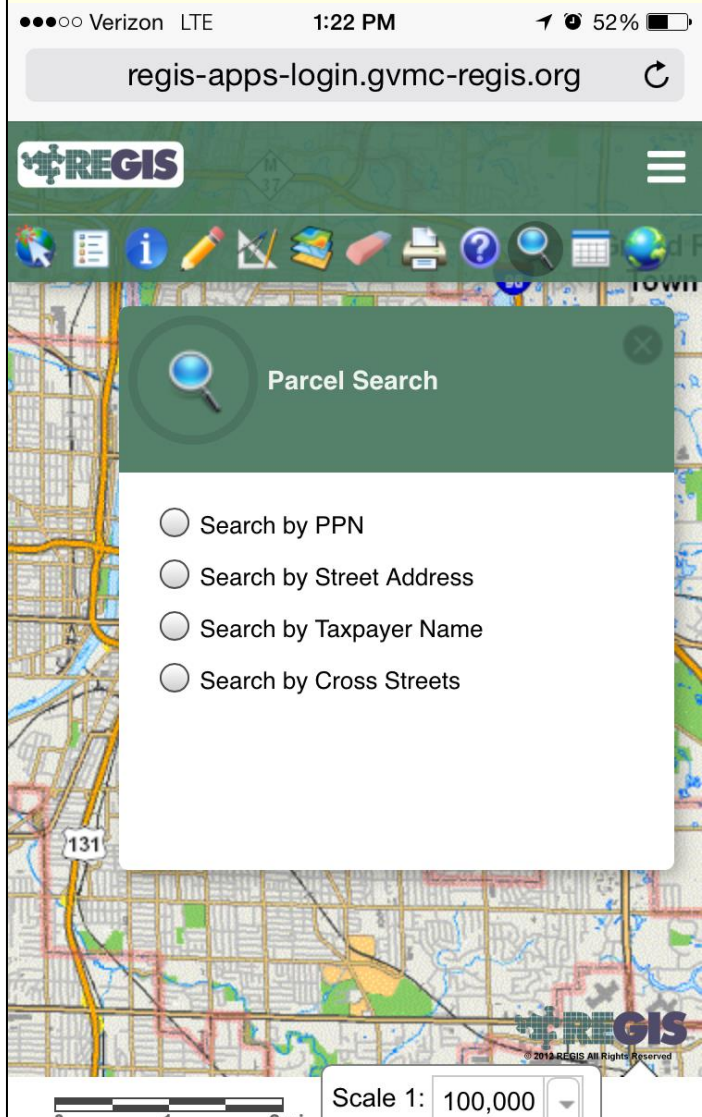 Verizon LTE 1:22 PM 52%
regis-apps-login.gvmc-regis.org
REGIS
M
37
Town
Parcel Search
Search by PPN
Search by Street Address
Search by Taxpayer Name
Search by Cross Streets
131
REGIS
© 2012 REGIS All Rights Reserved
Scale 1: 100,000